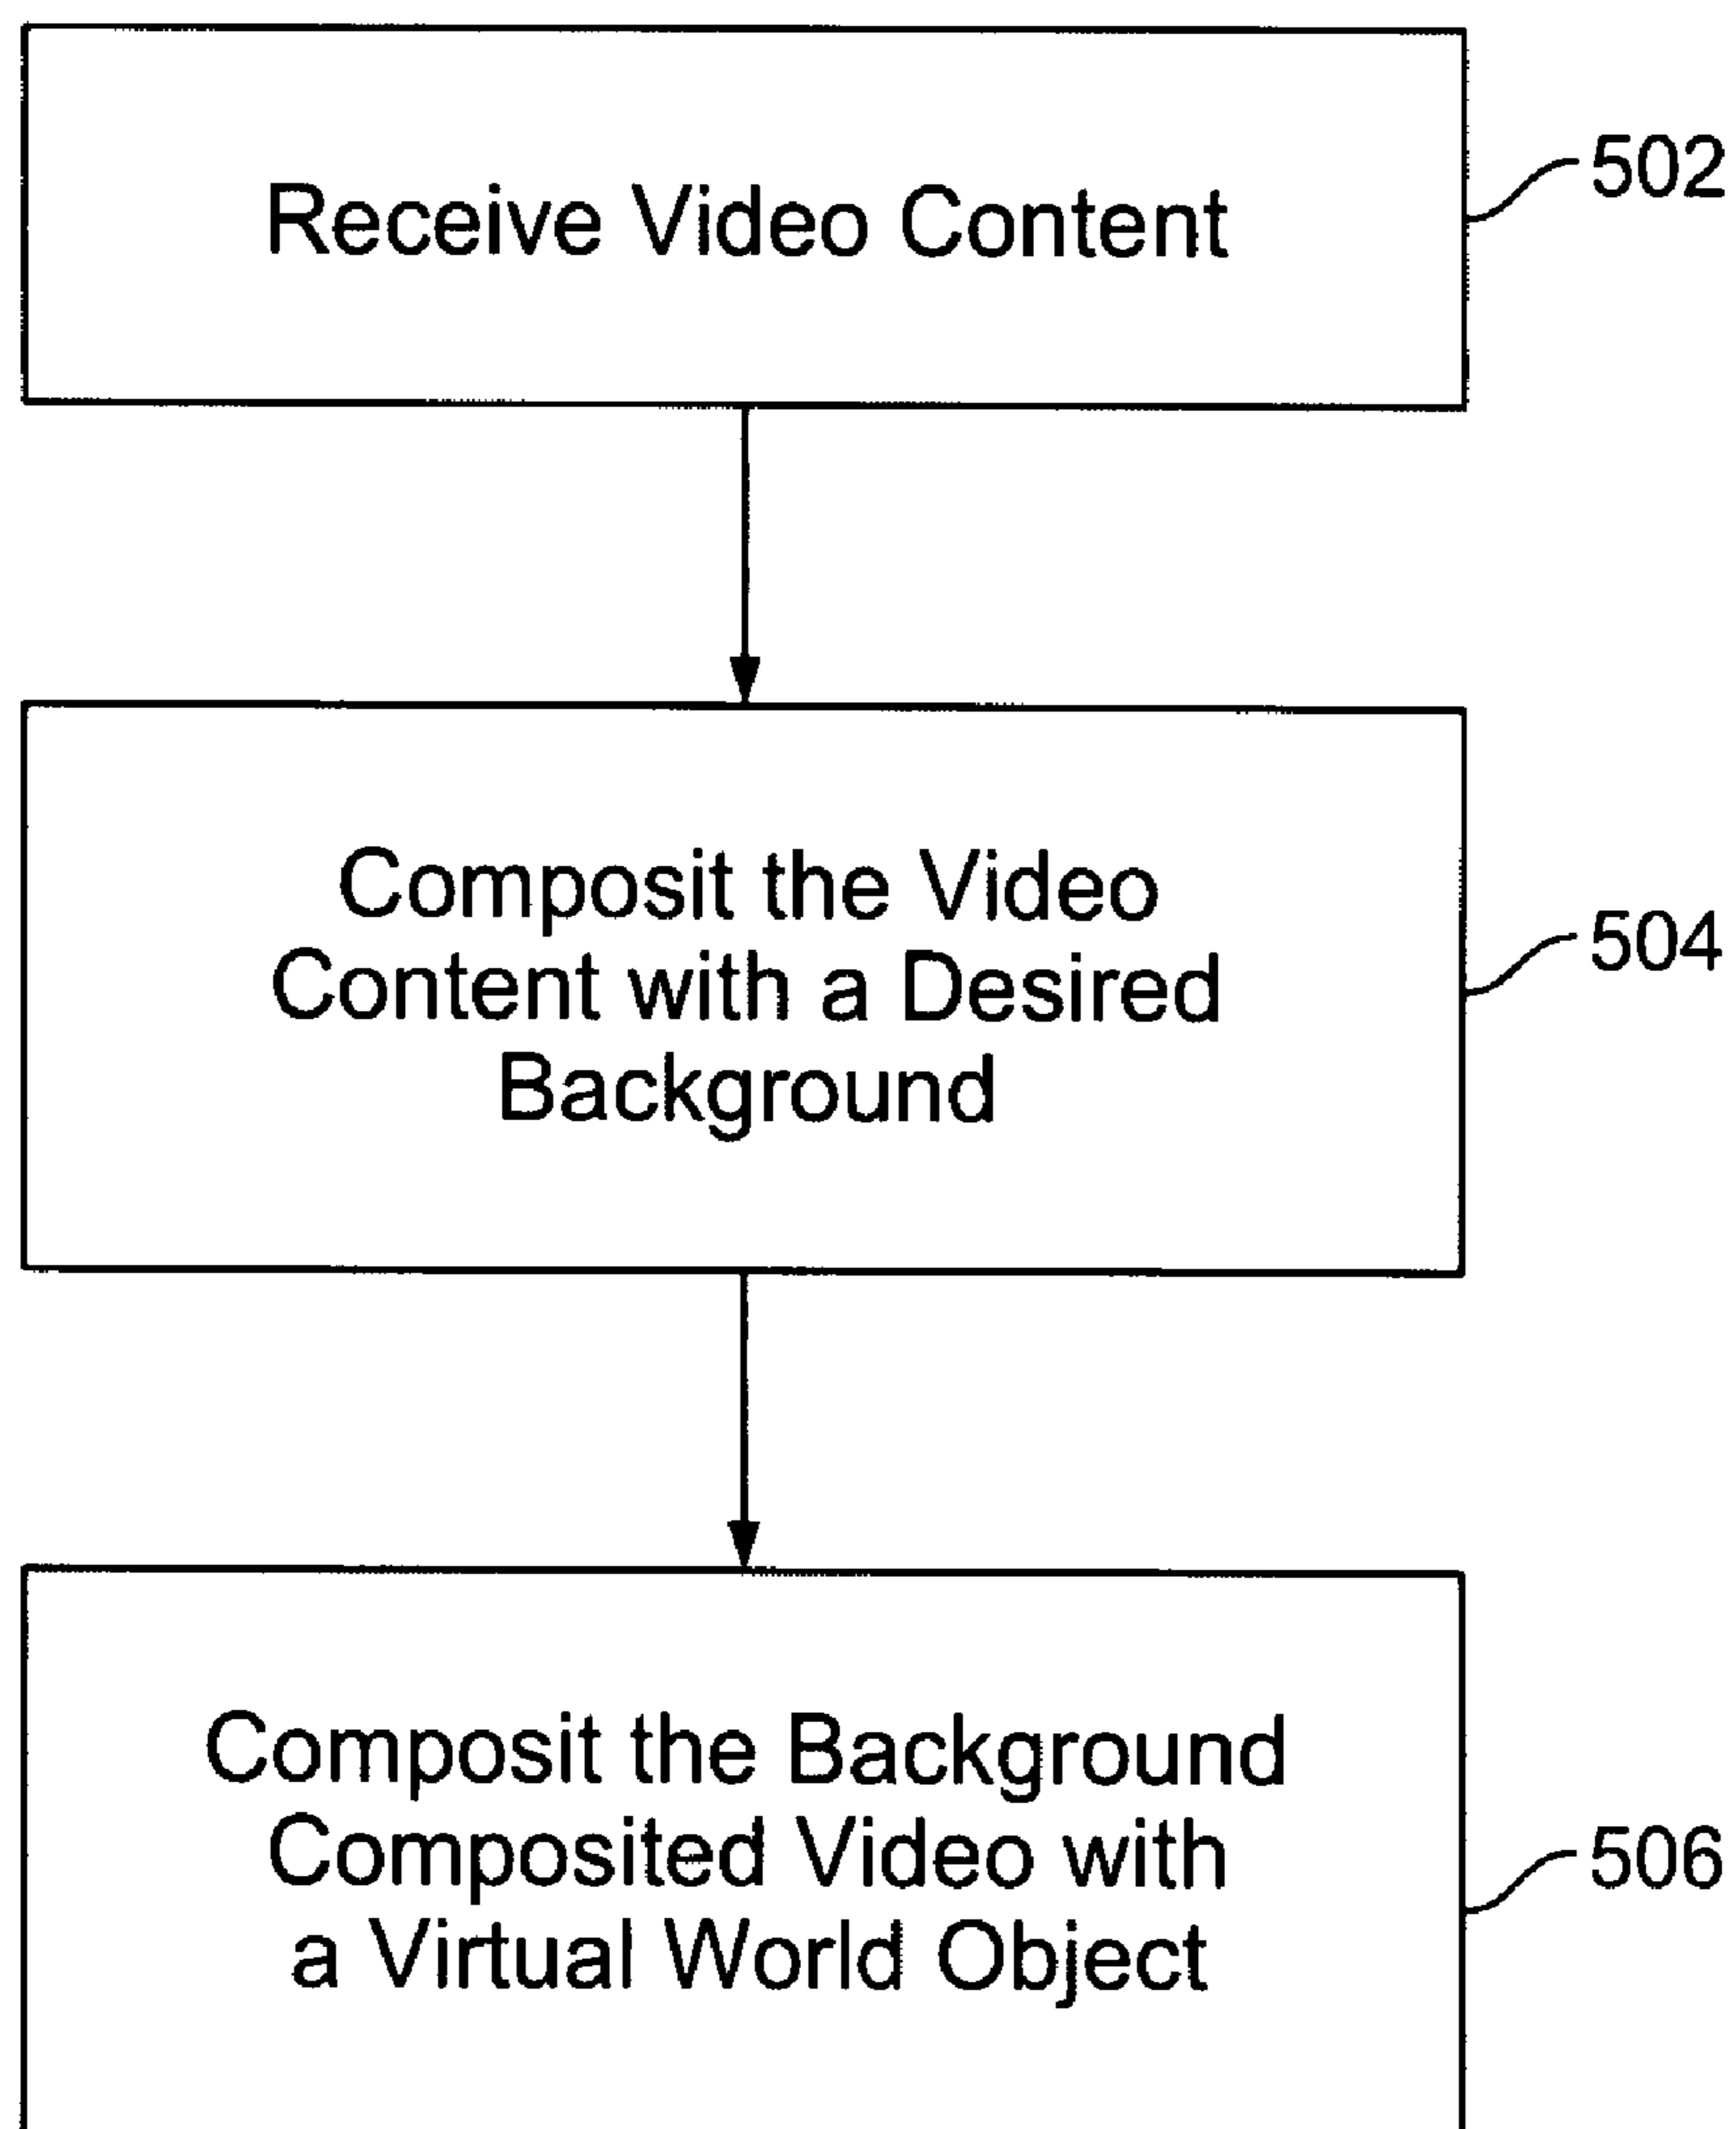 Receive Video Content
502
Composit the Video
Content with a Desired
Background
504
Composit the Background
Composited Video with
a Virtual World Object
506